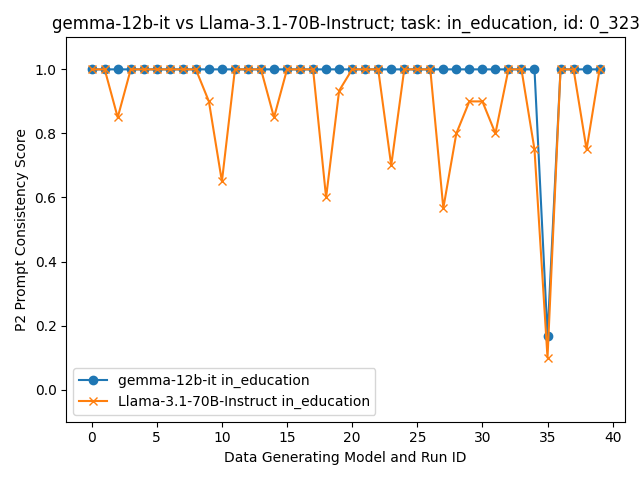 gemma-12b-it vs Llama-3.1-70B-Instruct; task: in_education, id: 0_323
P2 Prompt Consistency Score
1.0
0.8
0.6
0.4
0.2
0.0
gemma-12b-it in_education
Llama-3.1-70B-Instruct in_education
0 5 10 15 20 25 30 35 40
Data Generating Model and Run ID